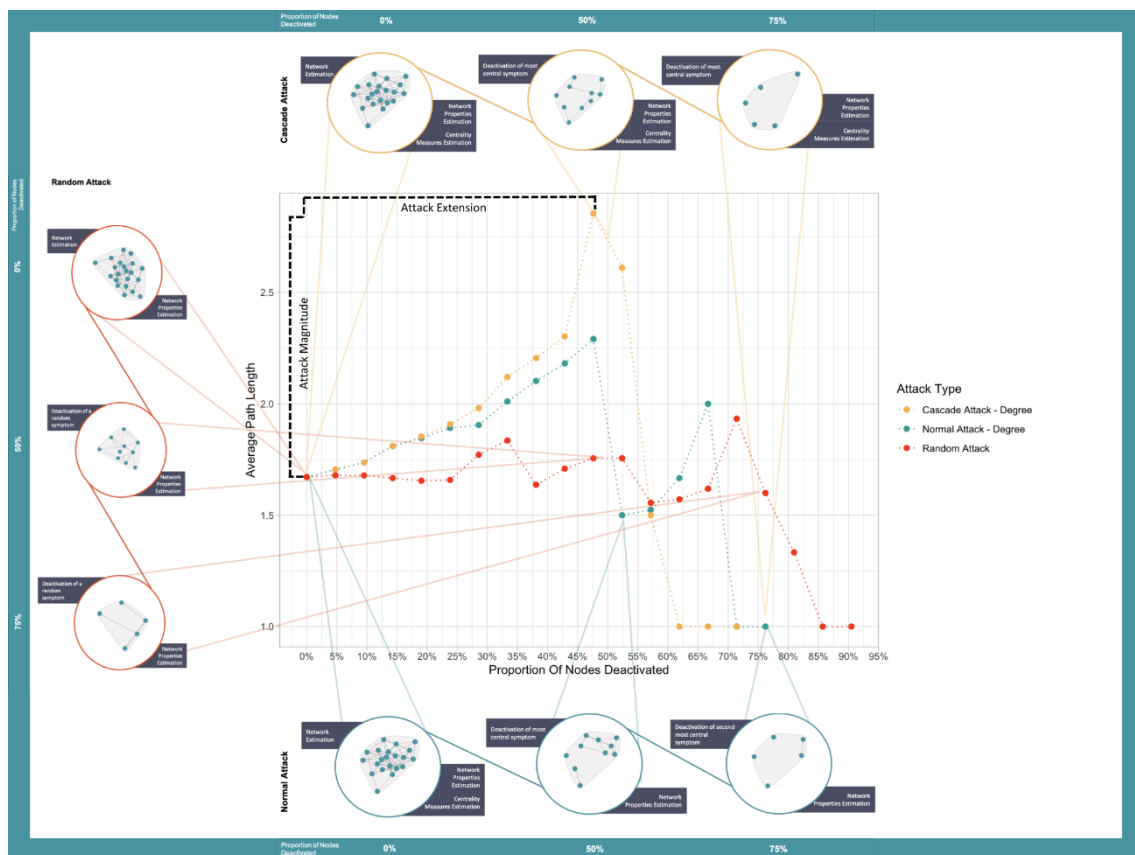 Proportion of Nodes
Deactivated
0%
50%
75%
Cascade Attack
Network
Estimation
Network
Properties
Estimation
Centrality
Measures Estimation
Deactivation of most
central symptom
Network
Properties
Estimation
Centrality
Measures Estimation
Deactivation of most
central symptom
Network
Properties
Estimation
Centrality
Measures Estimation
Proportion of Nodes
Deactivated
0%
50%
75%
Random Attack
Network
Estimation
Network
Properties
Estimation
Deactivation of a
random
symptom
Network
Properties
Estimation
Deactivation of a
random
symptom
Network
Properties
Estimation
Attack Extension
Attack Magnitude
Average Path Length
2.5
2.0
1.5
1.0
0%
5%
10%
15%
20%
25%
30%
35%
40%
45%
50%
55%
60%
65%
70%
75%
80%
85%
90%
95%
Proportion Of Nodes Deactivated
Attack Type
Cascade Attack - Degree
Normal Attack - Degree
Random Attack
Normal Attack
Network
Estimation
Network
Properties
Estimation
Centrality
Measures Estimation
Deactivation of most
central symptom
Network
Properties Estimation
Deactivation of second
most central
symptom
Network
Properties Estimation
Proportion of Nodes
Deactivated
0%
50%
75%